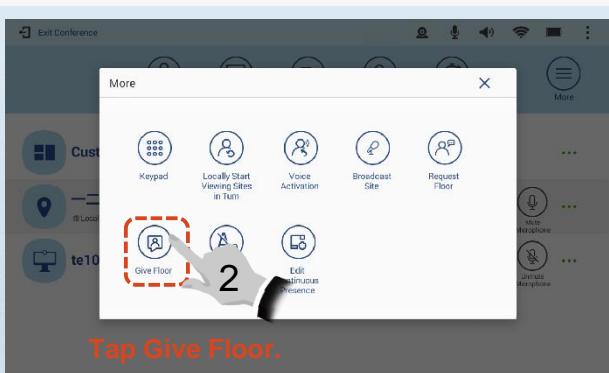 Exit Conference
More
More
Keypad
Locally Start
Viewing Sites
in Turn
Voice
Activation
Broadcast
Site
Request
Floor
Cust
Local
Mute
Microphone
Give Floor
2
Edit
Continuous
Presence
te10
Unmute
Microphone
Tap Give Floor.